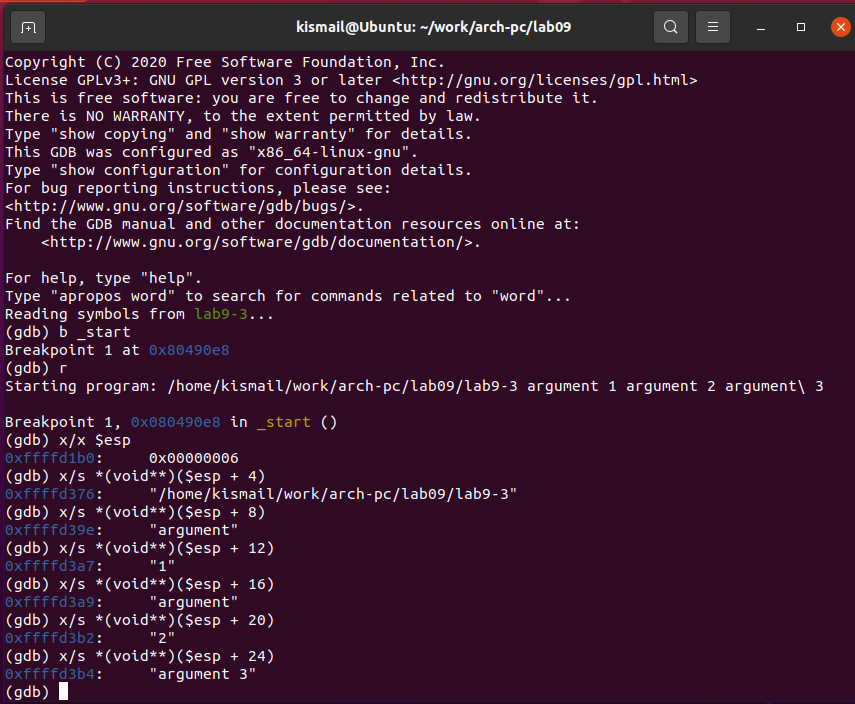 kismail@Ubuntu: ~/work/arch-pc/lab09
Copyright (C) 2020 Free Software Foundation, Inc.
License GPLv3+: GNU GPL version 3 or later <http://gnu.org/licenses/gpl.html>
This is free software: you are free to change and redistribute it.
There is NO WARRANTY, to the extent permitted by law.
Type "show copying" and "show warranty" for details.
This GDB was configured as "x86_64-linux-gnu".
Type "show configuration" for configuration details.
For bug reporting instructions, please see:
<http://www.gnu.org/software/gdb/bugs/>.
Find the GDB manual and other documentation resources online at:
    <http://www.gnu.org/software/gdb/documentation/>.

For help, type "help".
Type "apropos word" to search for commands related to "word"...
Reading symbols from lab9-3...
(gdb) b _start
Breakpoint 1 at 0x80490e8
(gdb) r
Starting program: /home/kismail/work/arch-pc/lab09/lab9-3 argument 1 argument 2 argument\ 3

Breakpoint 1, 0x080490e8 in _start ()
(gdb) x/x $esp
0xffffd1b0:     0x00000006
(gdb) x/s *(void**)($esp + 4)
0xffffd376:     "/home/kismail/work/arch-pc/lab09/lab9-3"
(gdb) x/s *(void**)($esp + 8)
0xffffd39e:     "argument"
(gdb) x/s *(void**)($esp + 12)
0xffffd3a7:     "1"
(gdb) x/s *(void**)($esp + 16)
0xffffd3a9:     "argument"
(gdb) x/s *(void**)($esp + 20)
0xffffd3b2:     "2"
(gdb) x/s *(void**)($esp + 24)
0xffffd3b4:     "argument 3"
(gdb)